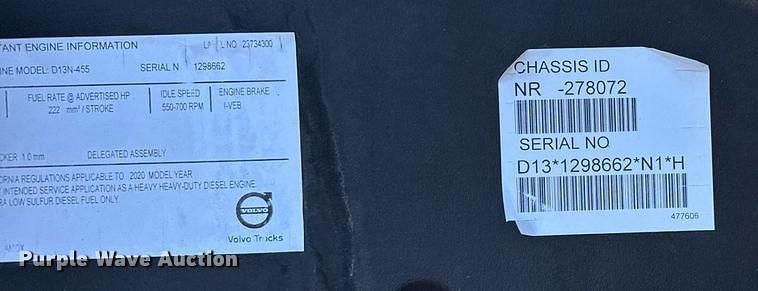 TANT ENGINE INFORMATION
L NO 23734300
INE MODEL: D13N-455 SERIAL N 1298662
FUEL RATE @ ADVERTISED HP
222 mm³ / STROKE
IDLE SPEED
550-700 RPM
ENGINE BRAKE
I-VEB
CKER 1.0 mm DELEGATED ASSEMBLY
ORNIA REGULATIONS APPLICABLE TO 2020 MODEL YEAR
INTENDED SERVICE APPLICATION AS A HEAVY HEAVY-DUTY DIESEL ENGINE
RA LOW SULFUR DIESEL FUEL ONLY.
VOLVO
Volvo Trucks
CHASSIS ID
NR -278072
SERIAL NO
D13*1298662*N1*H
477606
Purple Wave Auction